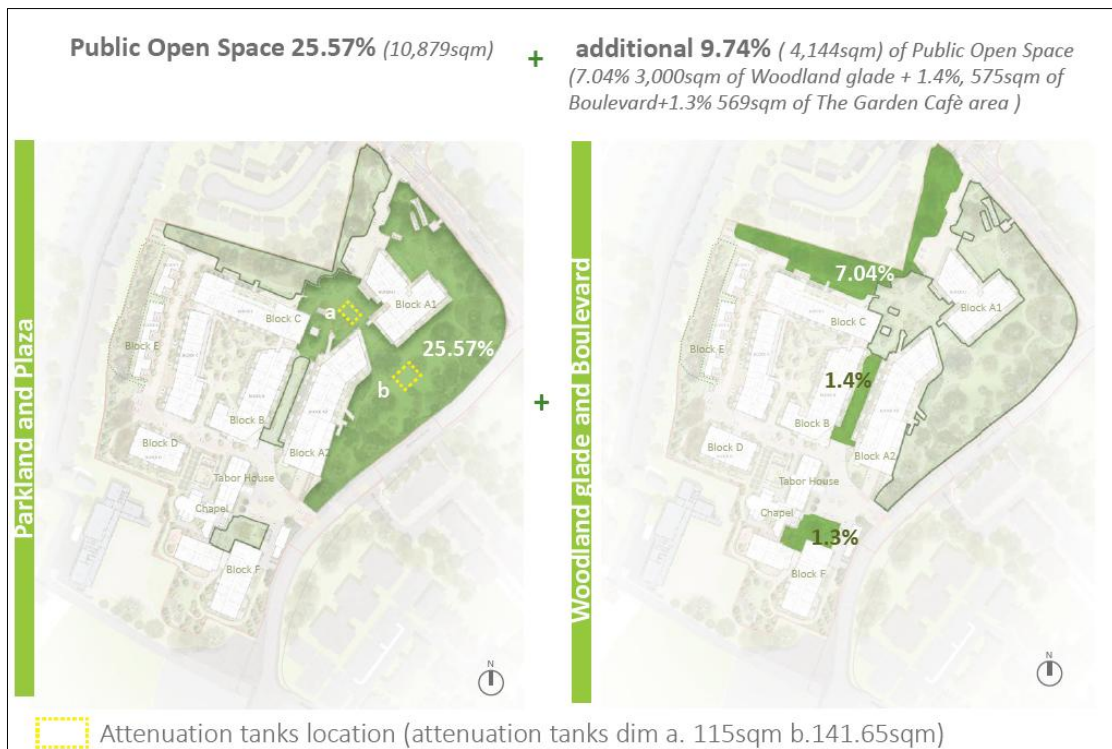 Public Open Space 25.57% (10,879sqm)
+
additional 9.74% ( 4,144sqm) of Public Open Space
(7.04% 3,000sqm of Woodland glade + 1.4%, 575sqm of
Boulevard+1.3% 569sqm of The Garden Cafè area )
Parkland and Plaza
Block A1
a
Block C
25.57%
Block E
b
Block B
Block D
Block A2
Tabor House
Chapel
Block F
N
+
Woodland glade and Boulevard
7.04%
Block A1
Block C
Block E
1.4%
Block B
Block D
Block A2
Tabor House
Chapel
1.3%
Block F
N
Attenuation tanks location (attenuation tanks dim a. 115sqm b.141.65sqm)